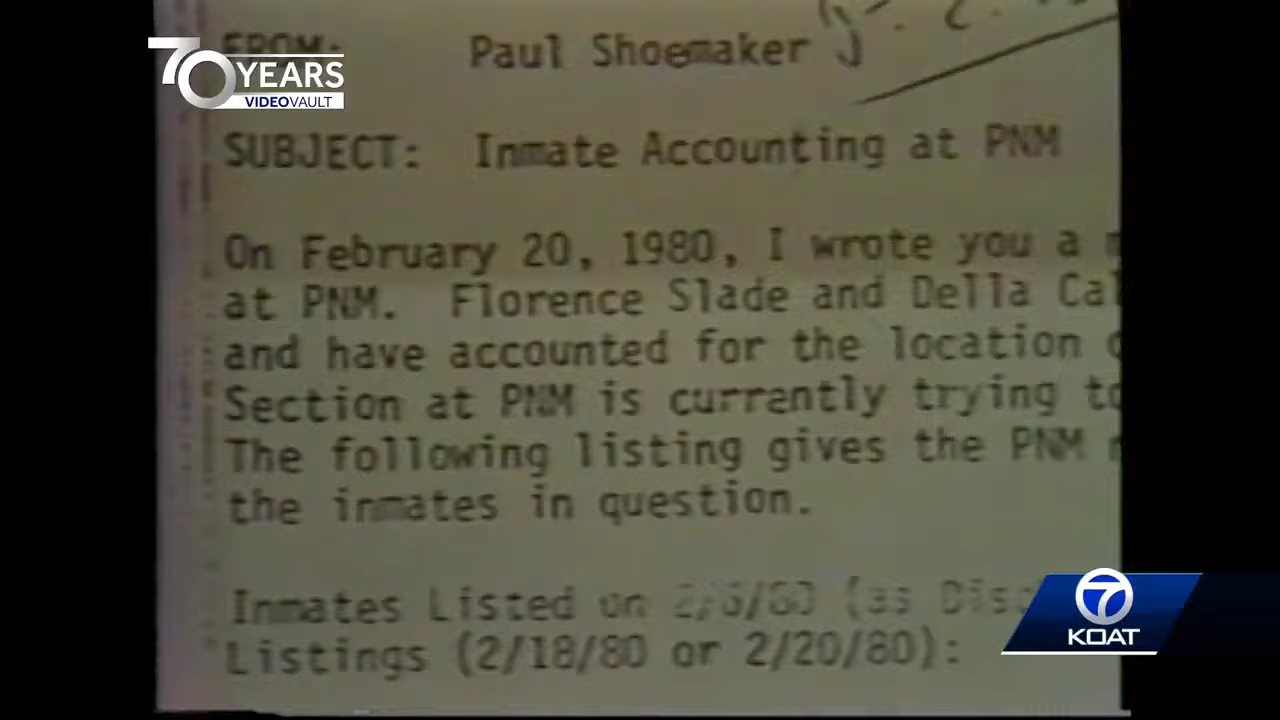 70 YEARS
VIDEOVAULT
FROM: Paul Shoemaker
SUBJECT: Inmate Accounting at PNM
On February 20, 1980, I wrote you a
at PNM. Florence Slade and Della
and have accounted for the location
Section at PNM is currently trying to
The following listing gives the PNM
the inmates in question.
Inmates Listed on (as
Listings (2/18/80 or 2/20/80):
7
KOAT